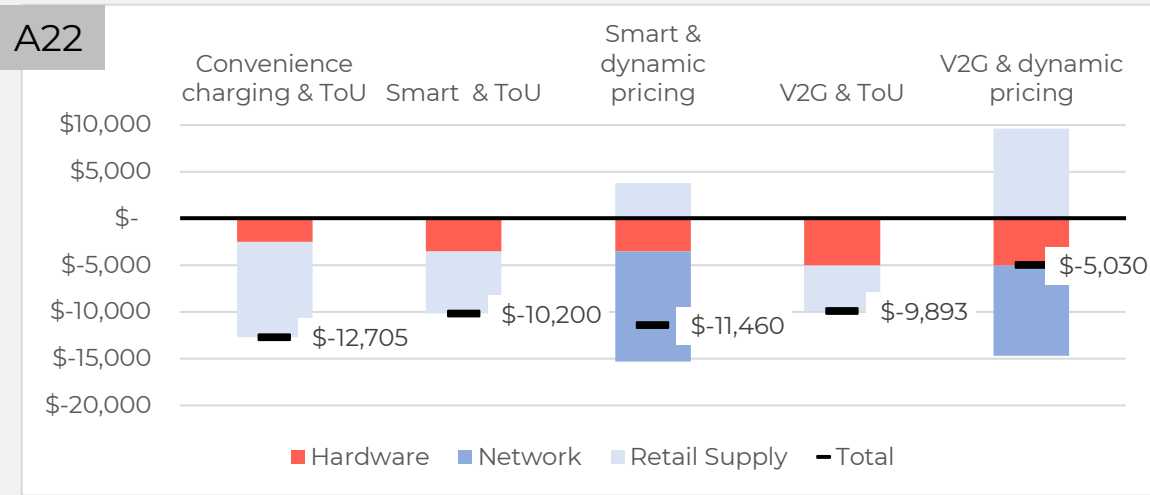 A22
Convenience
charging & ToU
Smart & ToU
Smart &
dynamic
pricing
V2G & ToU
V2G & dynamic
pricing
$10,000
$5,000
$-
$-5,000
$-10,000
$-15,000
$-20,000
$-12,705
$-10,200
$-11,460
$-9,893
$-5,030
Hardware Network Retail Supply Total